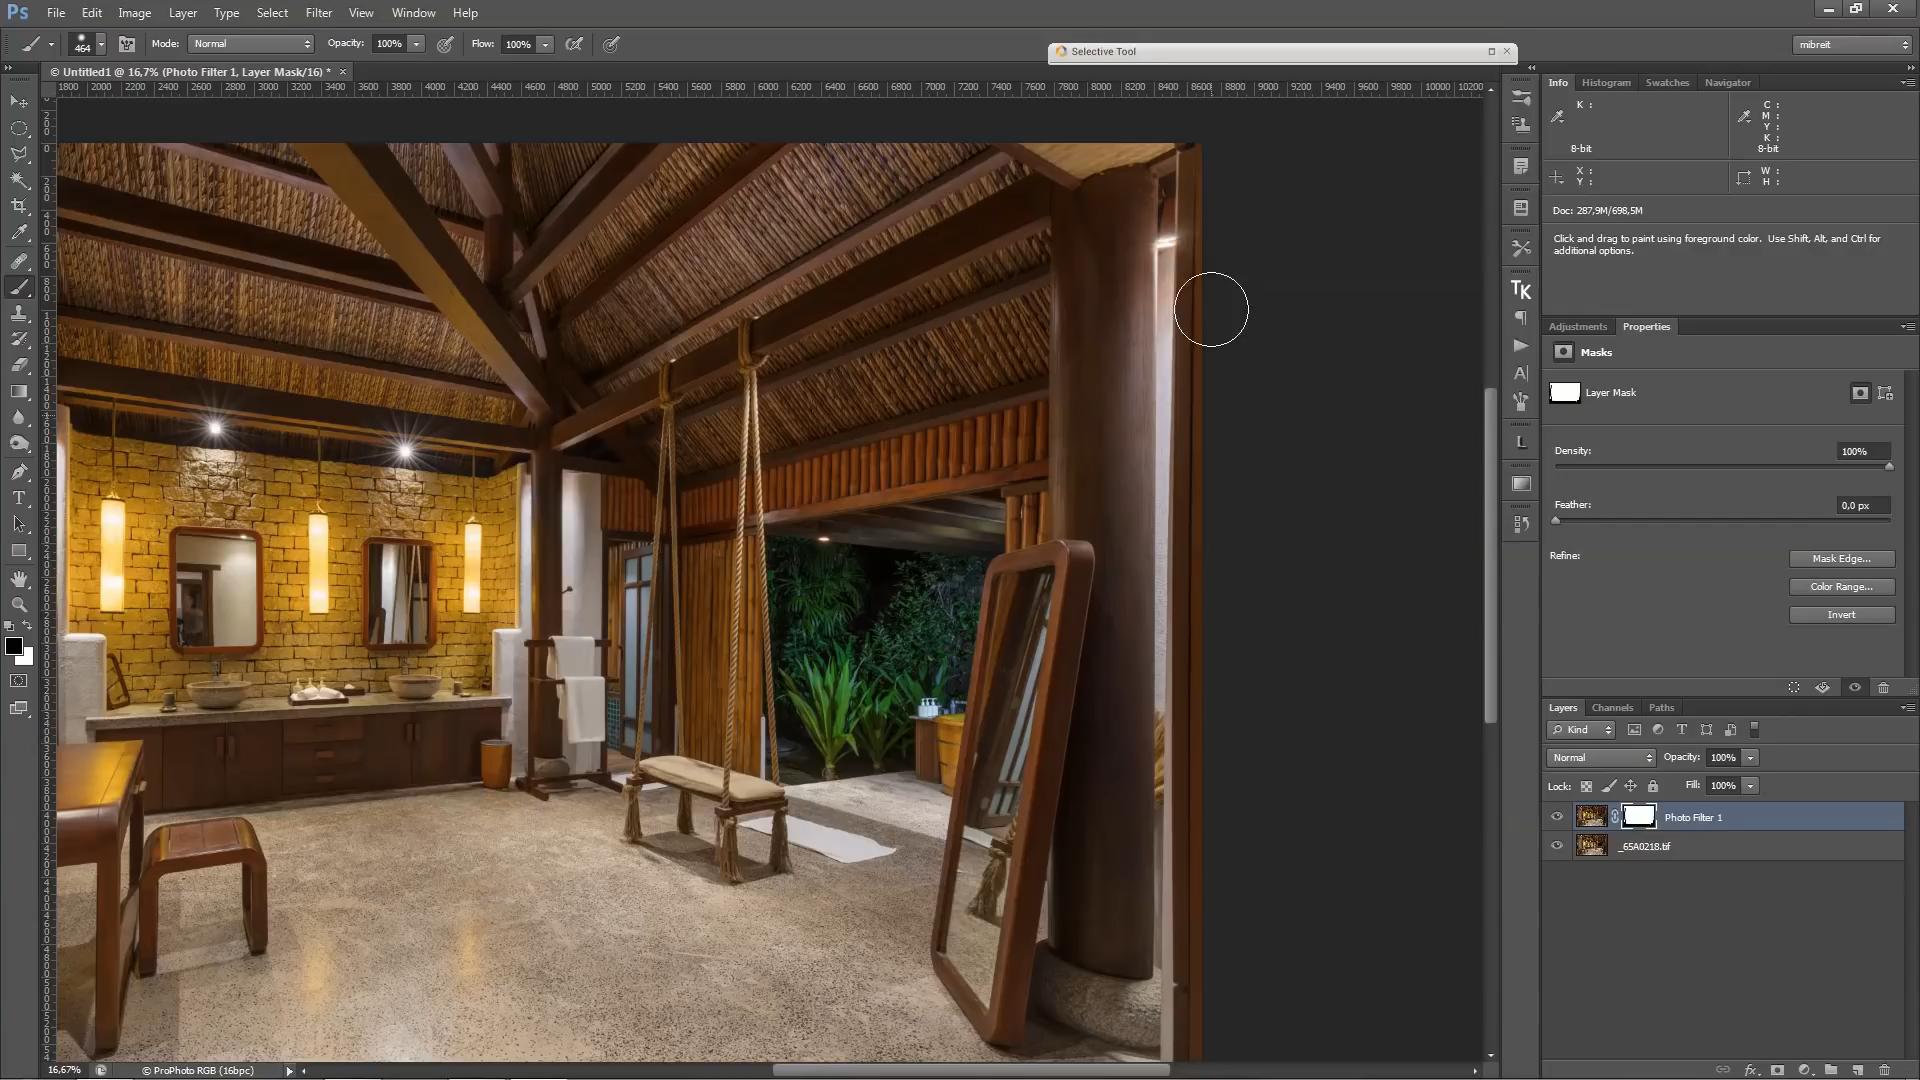 Ps File Edit Image Layer Type Select Filter View Window Help
464 Mode: Normal Opacity: 100% Flow: 100% mibreit
Selective Tool
© Untitled1 @ 16,7% (Photo Filter 1, Layer Mask/16) *
1800 2000 2200 2400 2600 2800 3000 3200 3400 3600 3800 4000 4200 4400 4600 4800 5000 5200 5400 5600 5800 6000 6200 6400 6600 6800 7000 7200 7400 7600 7800 8000 8200 8400 8600 8800 9000 9200 9400 9600 9800 10000 10200
Info Histogram Swatches Navigator
K : C :
M :
Y :
K :
8-bit 8-bit
X : W :
Y : H :
Doc: 287,9M/698,5M
Click and drag to paint using foreground color. Use Shift, Alt, and Ctrl for
additional options.
TK
Adjustments Properties
Masks
Layer Mask
Density: 100%
Feather: 0,0 px
Refine: Mask Edge...
Color Range...
Invert
Layers Channels Paths
Kind
Normal Opacity: 100%
Lock: Fill: 100%
Photo Filter 1
_65A0218.tif
16,67% © ProPhoto RGB (16bpc)